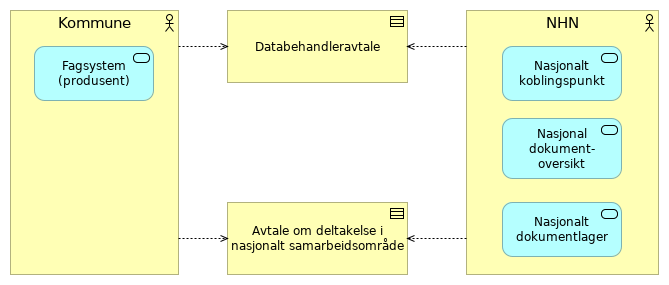 Kommune
Fagsystem
(produsent)
Databehandleravtale
Avtale om deltakelse i
nasjonalt samarbeidsområde
NHN
Nasjonalt
koblingspunkt
Nasjonal
dokument-
oversikt
Nasjonalt
dokumentlager